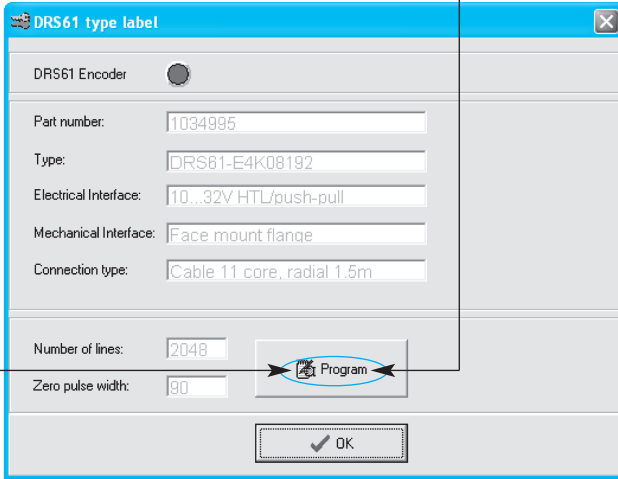 DRS61 type label
DRS61 Encoder
Part number: 1034995
Type: DRS61-E4K08192
Electrical Interface: 10...32V HTL/push-pull
Mechanical Interface: Face mount flange
Connection type: Cable 11 core, radial 1.5m
Number of lines: 2048
Program
Zero pulse width: 90
OK